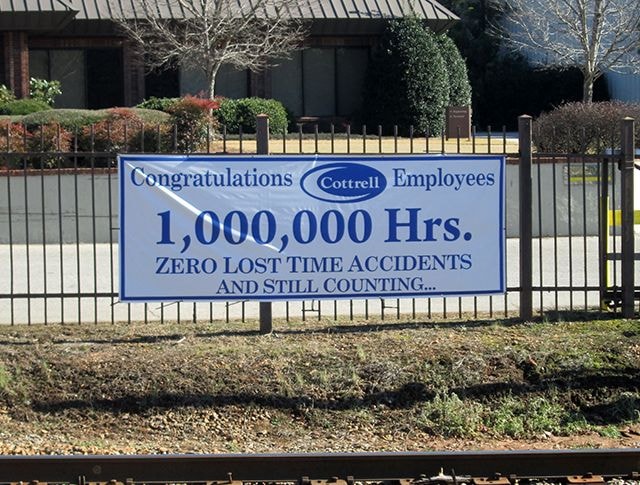 Congratulations Cottrell Employees
1,000,000 Hrs.
ZERO LOST TIME ACCIDENTS
AND STILL COUNTING...